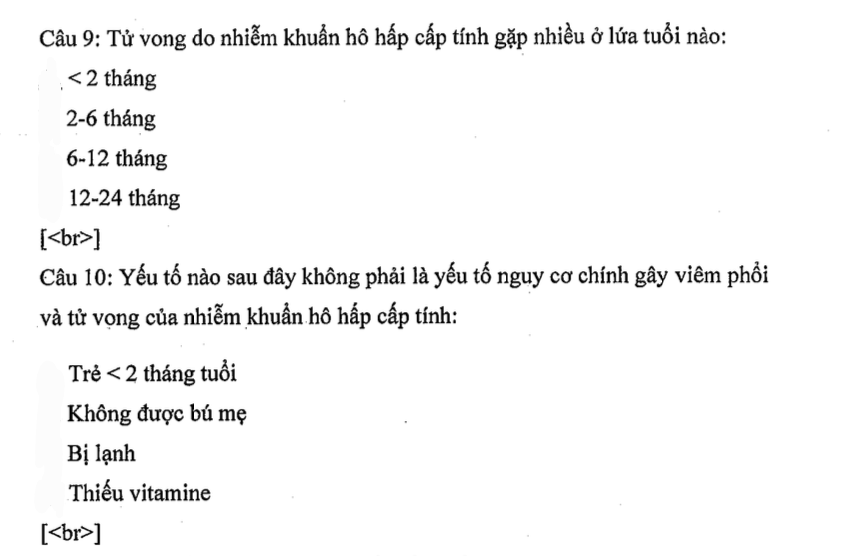 Câu 9: Tử vong do nhiễm khuẩn hô hấp cấp tính gặp nhiều ở lứa tuổi nào:
< 2 tháng
2-6 tháng
6-12 tháng
12-24 tháng
[<br>]
Câu 10: Yếu tố nào sau đây không phải là yếu tố nguy cơ chính gây viêm phổi
và tử vong của nhiễm khuẩn hô hấp cấp tính:
Trẻ < 2 tháng tuổi
Không được bú mẹ
Bị lạnh
Thiếu vitamine
[<br>]